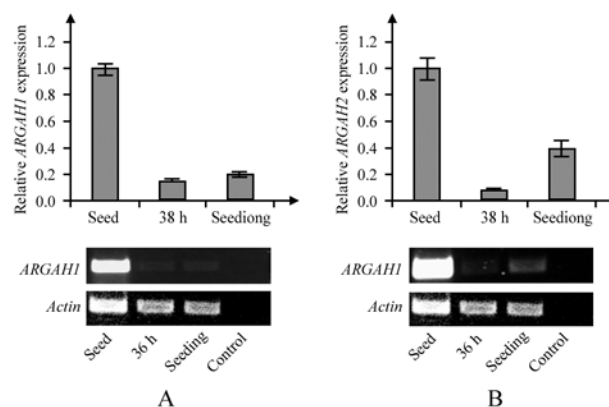 Relative ARGAH1 expression
1.2
1.0
0.8
0.6
0.4
0.2
0.0
Seed 38 h Seediong
ARGAH1
Actin
Seed 36 h Seeding Control
A
Relative ARGAH2 expression
1.2
1.0
0.8
0.6
0.4
0.2
0.0
Seed 38 h Seediong
ARGAH1
Actin
Seed 36 h Seeding Control
B